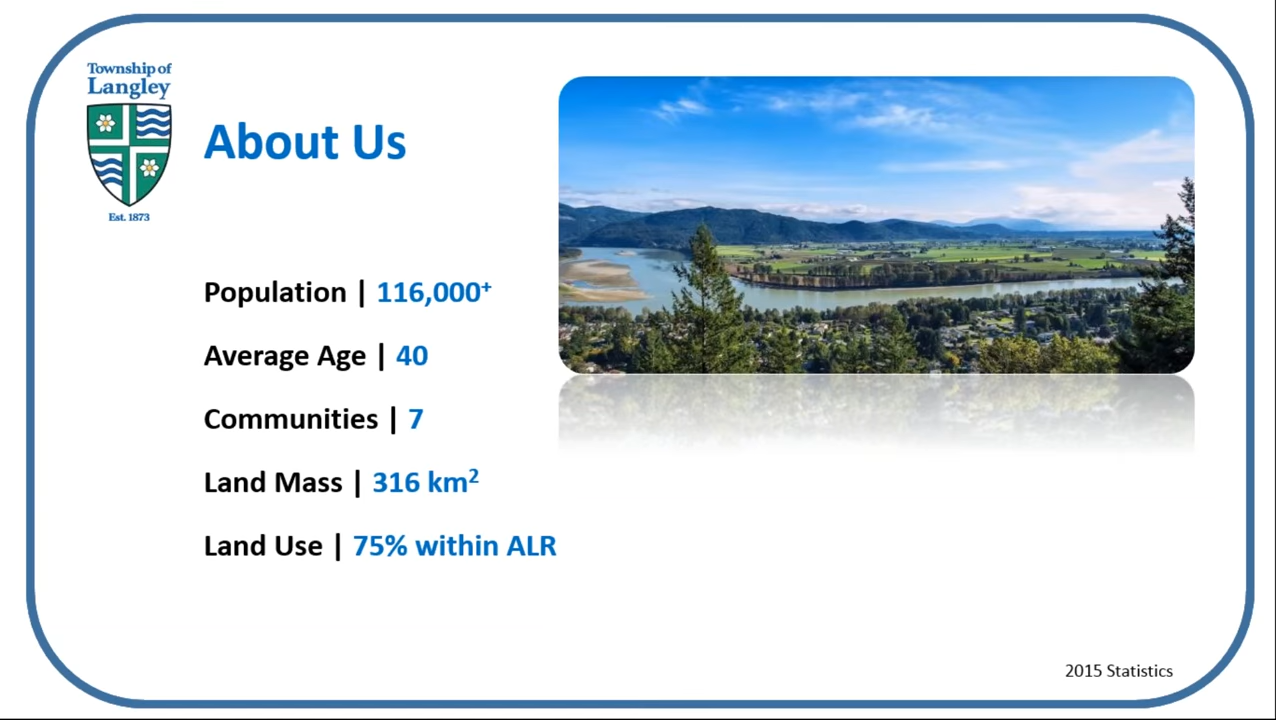 Township of
Langley
Est. 1873
About Us
Population | 116,000⁺
Average Age | 40
Communities | 7
Land Mass | 316 km²
Land Use | 75% within ALR
2015 Statistics